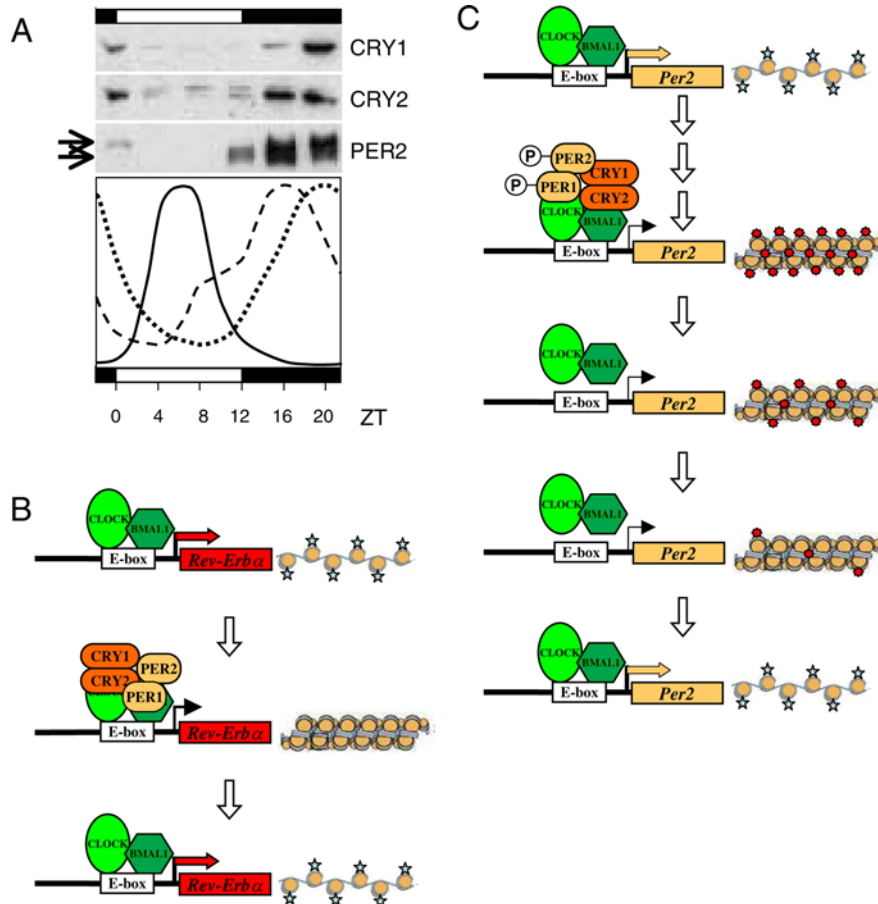 A
CRY1
CRY2
PER2
0 4 8 12 16 20 ZT
B
CLOCK BMAL1
E-box Rev-Erbα
CRY1 PER2
CRY2 PER1
E-box Rev-Erbα
CLOCK BMAL1
E-box Rev-Erbα
C
CLOCK BMAL1
E-box Per2
P PER2 CRY1
P PER1 CRY2
CLOCK BMAL1
E-box Per2
CLOCK BMAL1
E-box Per2
CLOCK BMAL1
E-box Per2
CLOCK BMAL1
E-box Per2